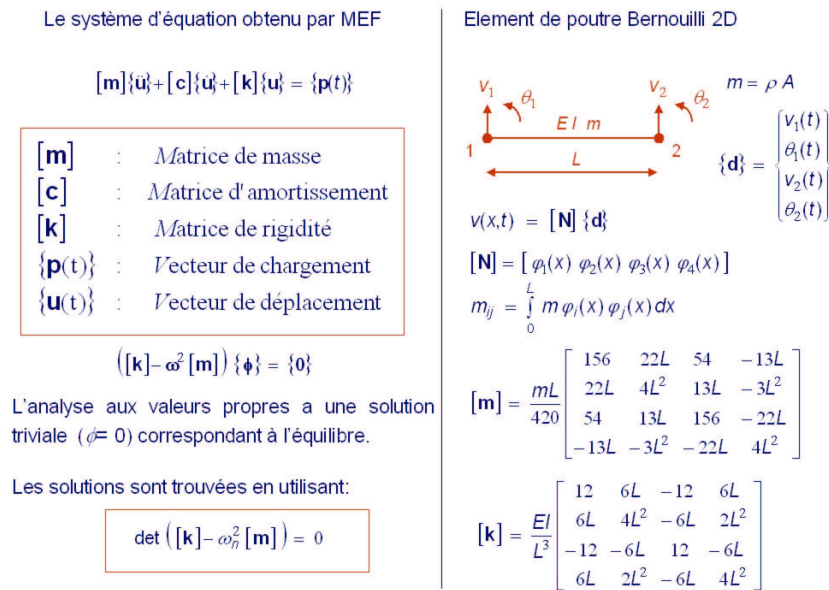 Le système d'équation obtenu par MEF
[m]{ü}+[c]{u̇}+[k]{u} = {p(t)}
[m] : Matrice de masse
[c] : Matrice d'amortissement
[k] : Matrice de rigidité
{p(t)} : Vecteur de chargement
{u(t)} : Vecteur de déplacement
([k]-ω²[m]){ϕ} = {0}
L'analyse aux valeurs propres a une solution
triviale (ϕ= 0) correspondant à l'équilibre.
Les solutions sont trouvées en utilisant:
det ([k]-ωₙ²[m]) = 0
Element de poutre Bernouilli 2D
v₁ θ₁ v₂ θ₂ m = ρ A
E I m
1 2
L
{d} = {v₁(t) θ₁(t) v₂(t) θ₂(t)}
v(x,t) = [N] {d}
[N] = [ φ₁(x) φ₂(x) φ₃(x) φ₄(x) ]
mᵢⱼ = ∫₀ᴸ m φᵢ(x) φⱼ(x) dx
[m] = mL/420
156 22L 54 -13L
22L 4L² 13L -3L²
54 13L 156 -22L
-13L -3L² -22L 4L²
[k] = EI/L³
12 6L -12 6L
6L 4L² -6L 2L²
-12 -6L 12 -6L
6L 2L² -6L 4L²